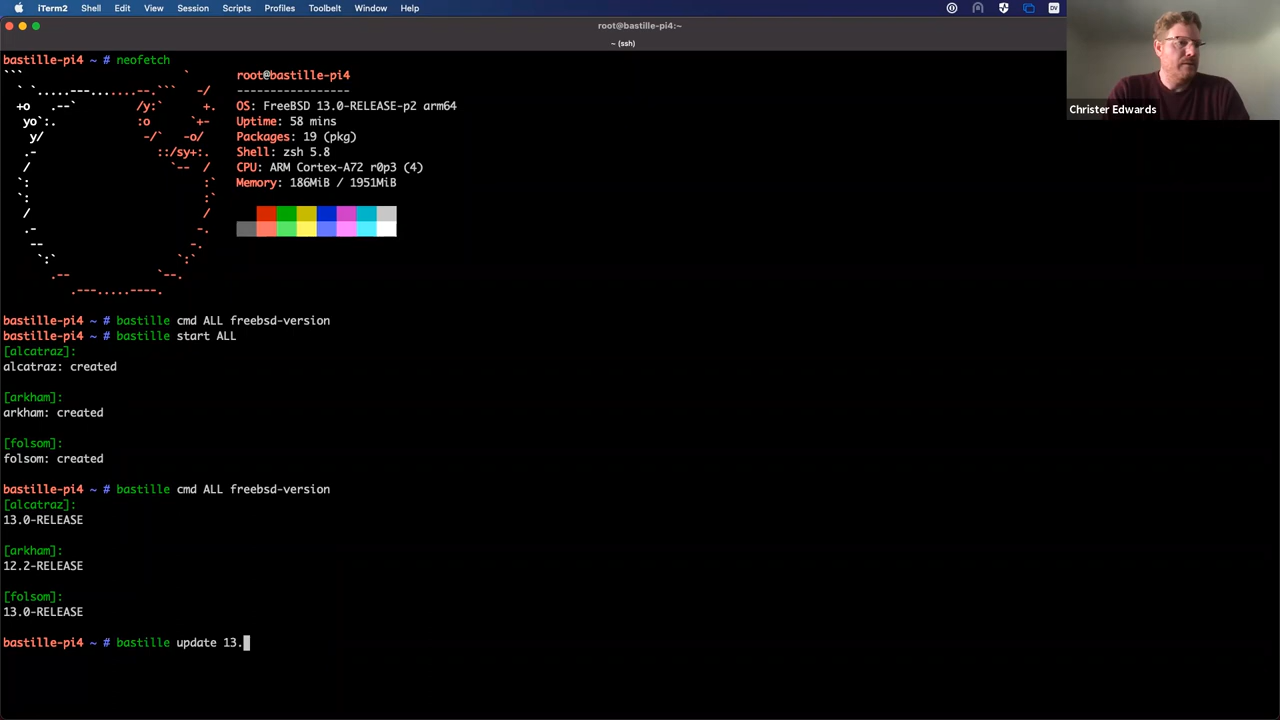 iTerm2 Shell Edit View Session Scripts Profiles Toolbelt Window Help
root@bastille-pi4:~
~ (ssh)
Christer Edwards
bastille-pi4 ~ # neofetch
```                        `
  ` `.....---.......--.```   -/
  +o   .--`         /y:`      +.
   yo`:.            :o      `+-
    y/               -/`   -o/
   .-                  ::/sy+:.
   /                     `--  /
  `:                          :`
  `:                          :`
   /                          /
   .-                        -.
    --                      -.
     `:`                  `:`
       .--             `--.
          .---.....----.
root@bastille-pi4
-----------------
OS: FreeBSD 13.0-RELEASE-p2 arm64
Uptime: 58 mins
Packages: 19 (pkg)
Shell: zsh 5.8
CPU: ARM Cortex-A72 r0p3 (4)
Memory: 186MiB / 1951MiB
bastille-pi4 ~ # bastille cmd ALL freebsd-version
bastille-pi4 ~ # bastille start ALL
[alcatraz]:
alcatraz: created
[arkham]:
arkham: created
[folsom]:
folsom: created
bastille-pi4 ~ # bastille cmd ALL freebsd-version
[alcatraz]:
13.0-RELEASE
[arkham]:
12.2-RELEASE
[folsom]:
13.0-RELEASE
bastille-pi4 ~ # bastille update 13.